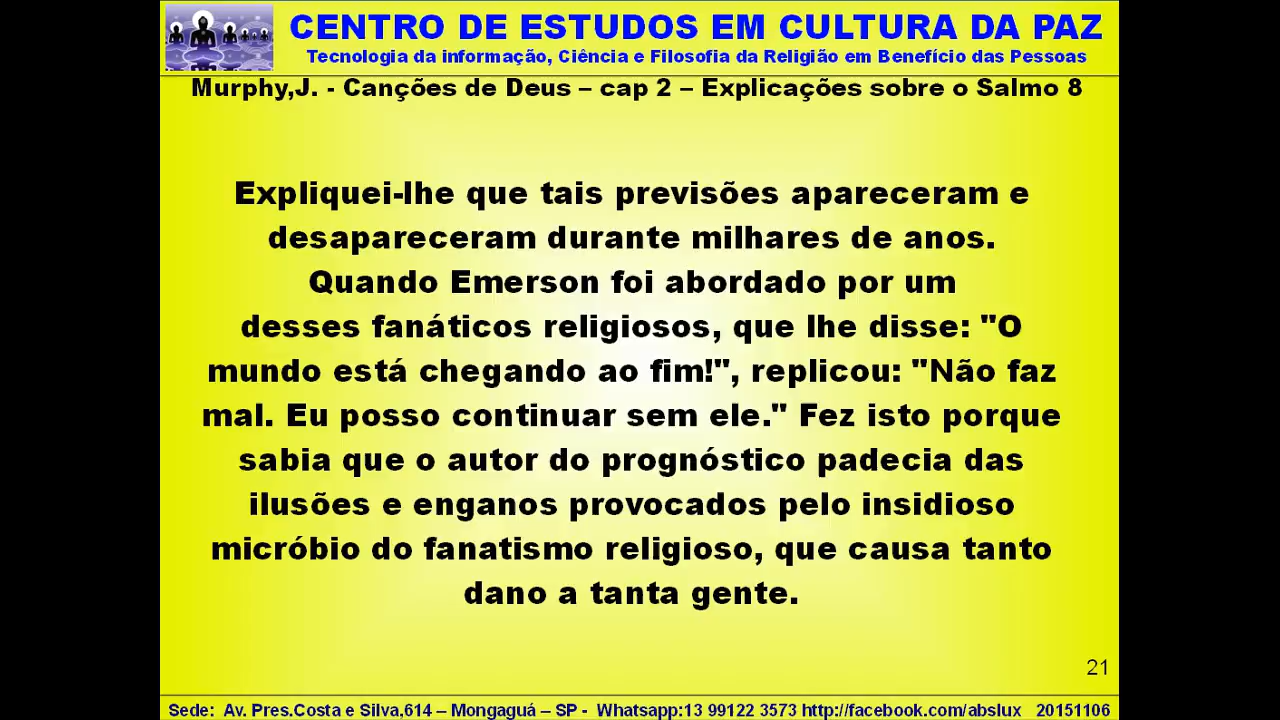 CENTRO DE ESTUDOS EM CULTURA DA PAZ
Tecnologia da informação, Ciência e Filosofia da Religião em Benefício das Pessoas
Murphy,J. - Canções de Deus – cap 2 – Explicações sobre o Salmo 8
Expliquei-lhe que tais previsões apareceram e
desapareceram durante milhares de anos.
Quando Emerson foi abordado por um
desses fanáticos religiosos, que lhe disse: "O
mundo está chegando ao fim!", replicou: "Não faz
mal. Eu posso continuar sem ele." Fez isto porque
sabia que o autor do prognóstico padecia das
ilusões e enganos provocados pelo insidioso
micróbio do fanatismo religioso, que causa tanto
dano a tanta gente.
21
Sede: Av. Pres.Costa e Silva,614 – Mongaguá – SP - Whatsapp:13 99122 3573 http://facebook.com/abslux 20151106